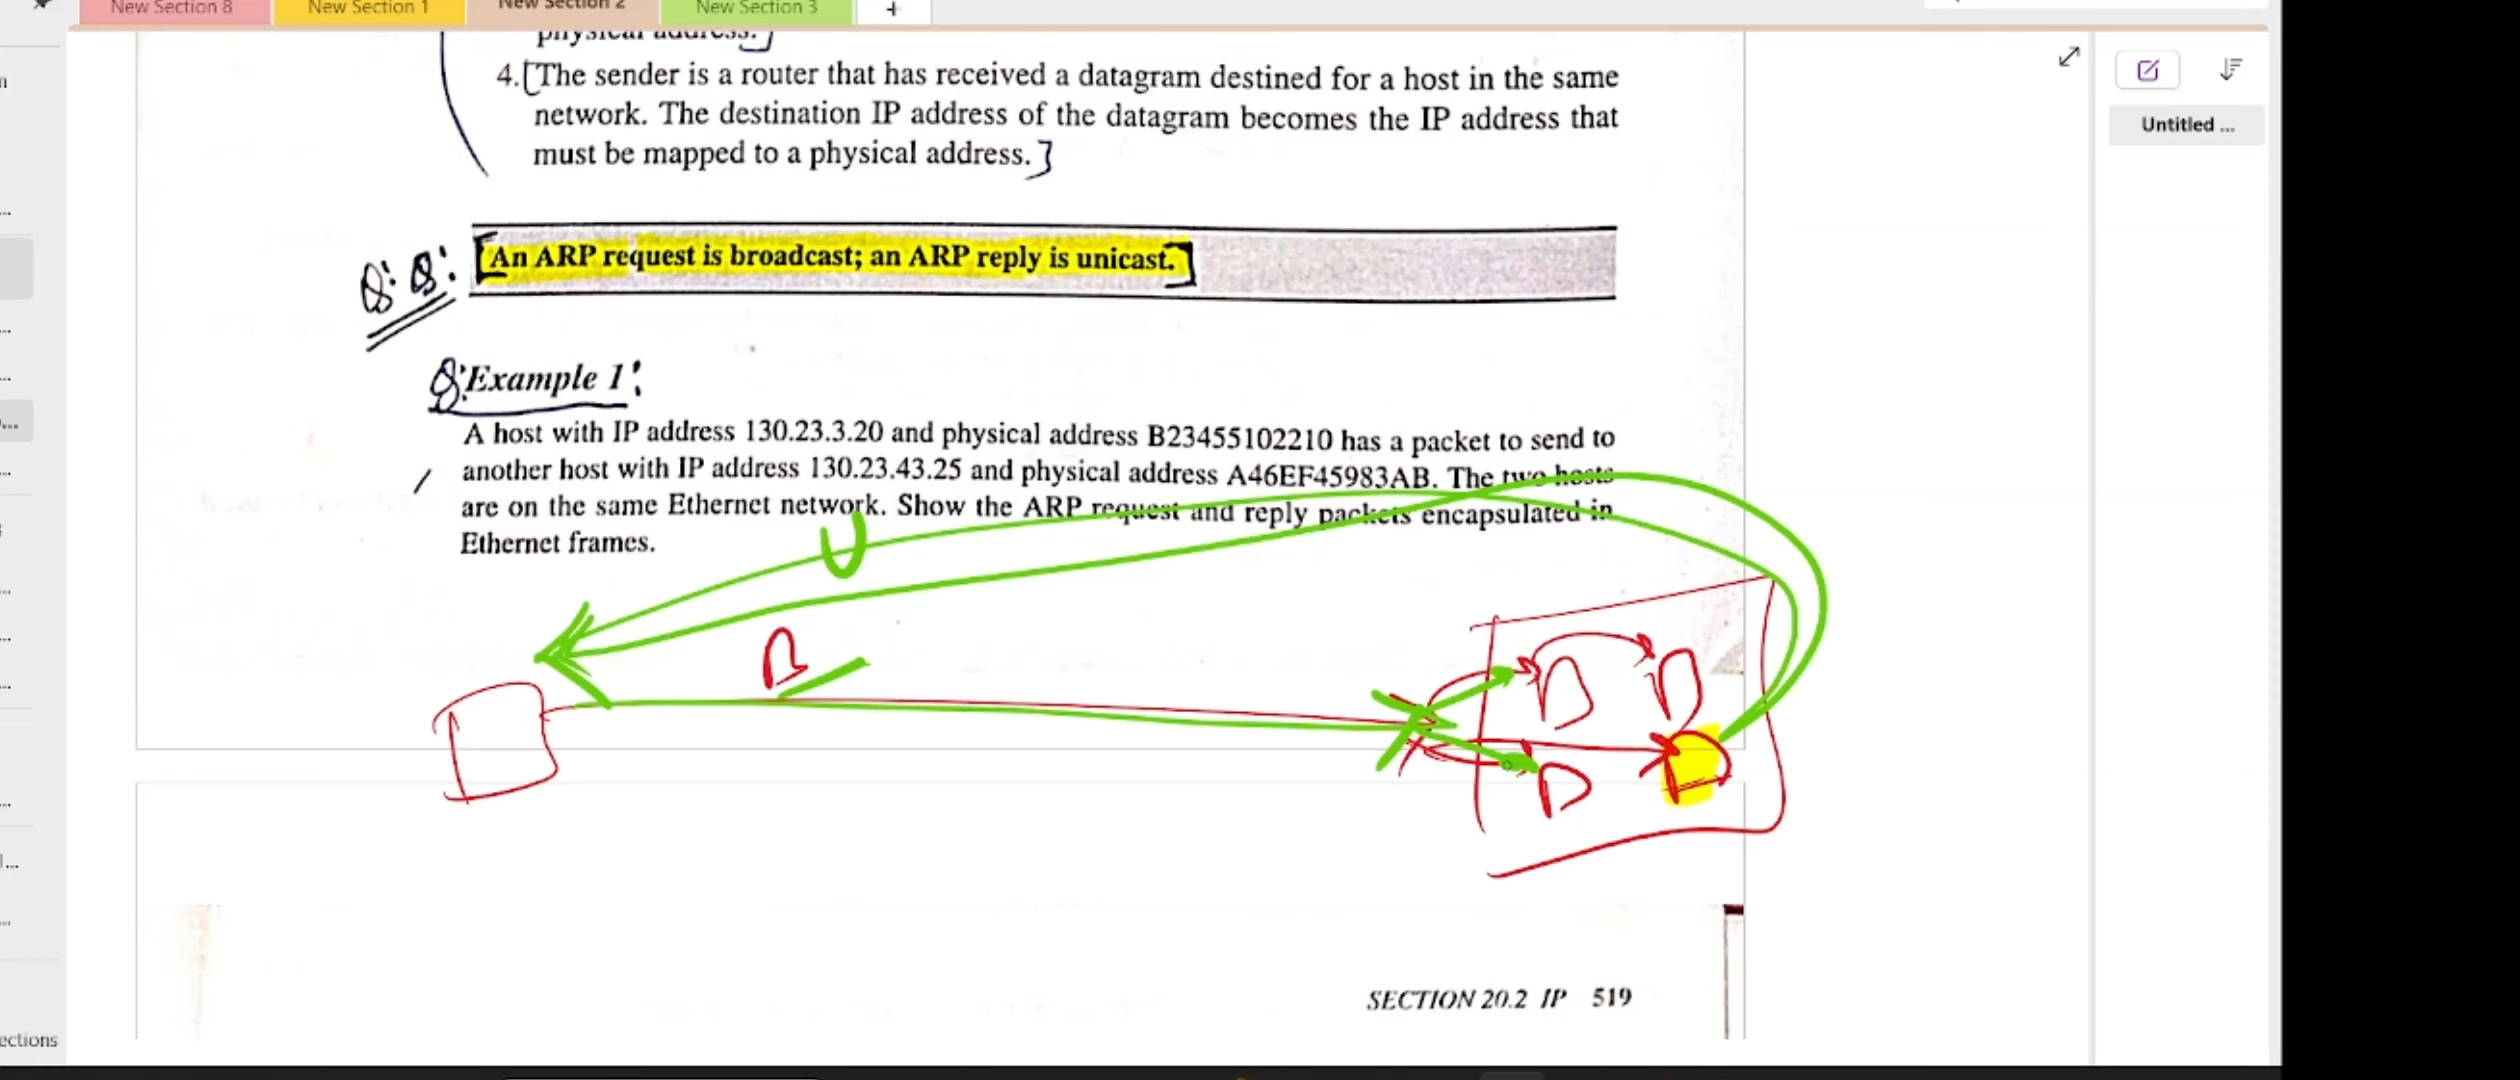 New Section 8
New Section 1
New Section 2
New Section 3
+
physical address.]
4.[The sender is a router that has received a datagram destined for a host in the same
network. The destination IP address of the datagram becomes the IP address that
must be mapped to a physical address.]
Q: Q: [An ARP request is broadcast; an ARP reply is unicast.]
Q: Example 1:
A host with IP address 130.23.3.20 and physical address B23455102210 has a packet to send to
another host with IP address 130.23.43.25 and physical address A46EF45983AB. The two hosts
are on the same Ethernet network. Show the ARP request and reply packets encapsulated in
Ethernet frames.
U
B
SECTION 20.2 IP 519
Untitled ...
ections